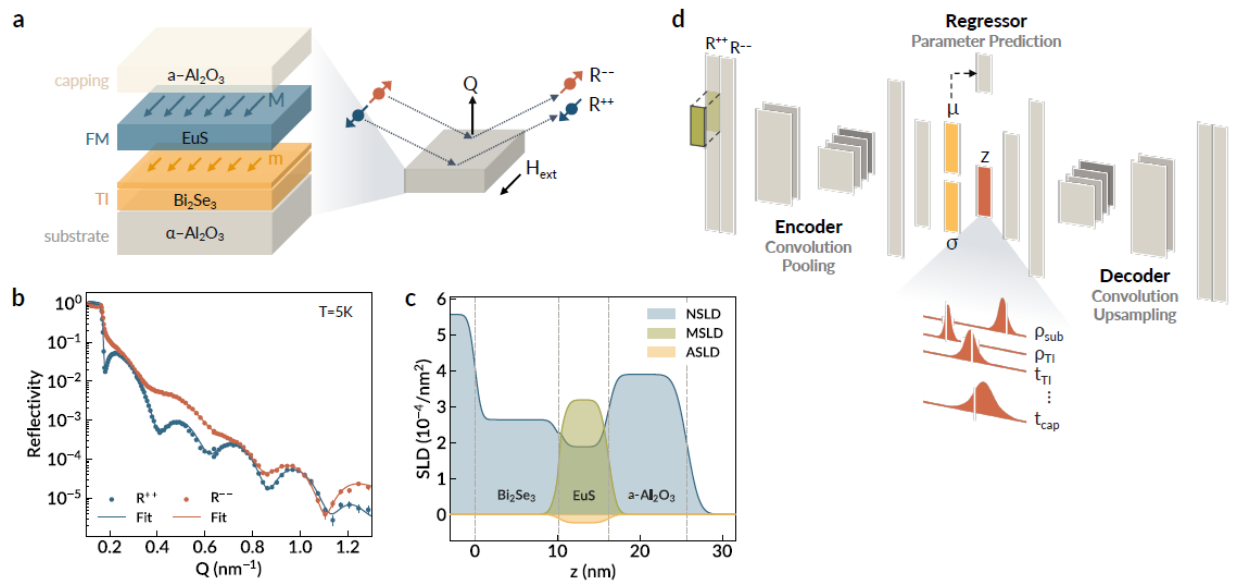 a
capping
a-Al₂O₃
M
FM
EuS
m
TI
Bi₂Se₃
substrate
α-Al₂O₃
Q
R⁻⁻
R⁺⁺
H_ext
b
T=5K
Reflectivity
10⁰
10⁻¹
10⁻²
10⁻³
10⁻⁴
10⁻⁵
R⁺⁺ R⁻⁻
Fit Fit
0.2 0.4 0.6 0.8 1.0 1.2
Q (nm⁻¹)
c
SLD (10⁻⁴/nm²)
6
5
4
3
2
1
0
NSLD
MSLD
ASLD
Bi₂Se₃ EuS a-Al₂O₃
0 10 20 30
z (nm)
d
Regressor
Parameter Prediction
R⁺⁺ R⁻⁻
μ
z
σ
Encoder
Convolution
Pooling
Decoder
Convolution
Upsampling
ρ_sub
ρ_TI
t_TI
⋮
t_cap